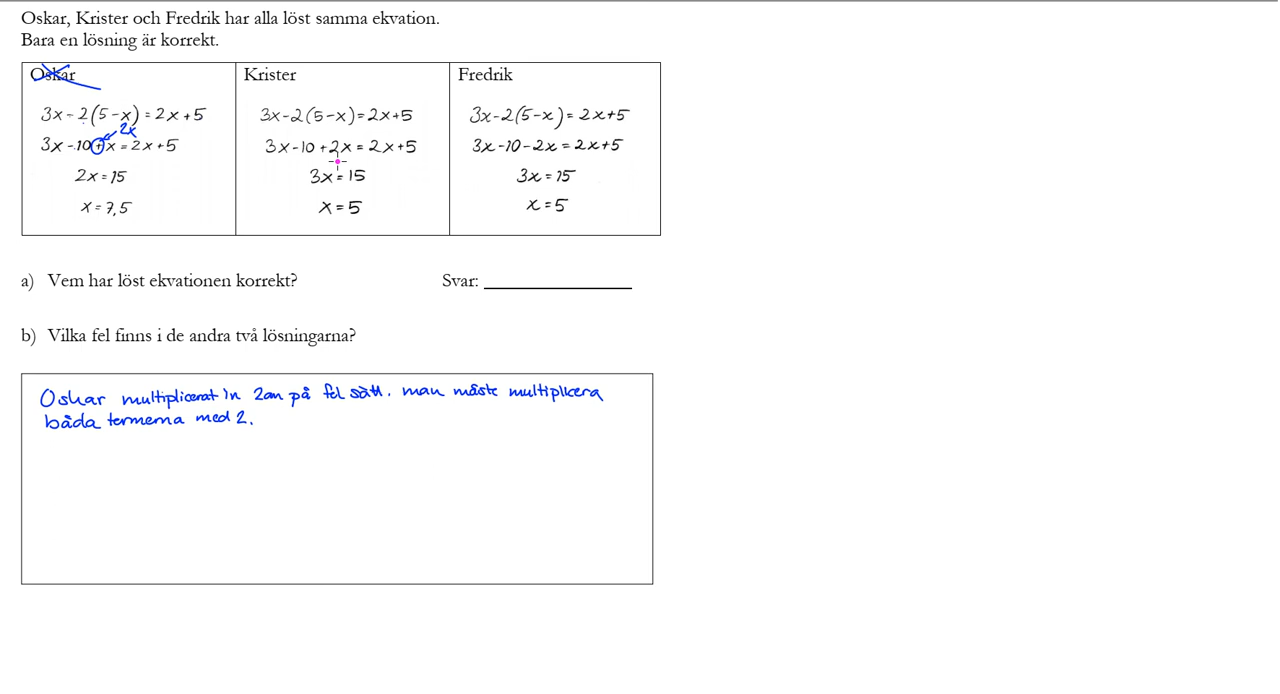 Oskar, Krister och Fredrik har alla löst samma ekvation.
Bara en lösning är korrekt.
Oskar
3x-2(5-x)=2x+5
2x
3x-10+x=2x+5
2x=15
x=7,5
Krister
3x-2(5-x)=2x+5
3x-10+2x=2x+5
3x=15
x=5
Fredrik
3x-2(5-x)=2x+5
3x-10-2x=2x+5
3x=15
x=5
a) Vem har löst ekvationen korrekt? Svar:
b) Vilka fel finns i de andra två lösningarna?
Oskar multiplicerat in 2an på fel sätt. man måste multiplicera
båda termerna med 2.